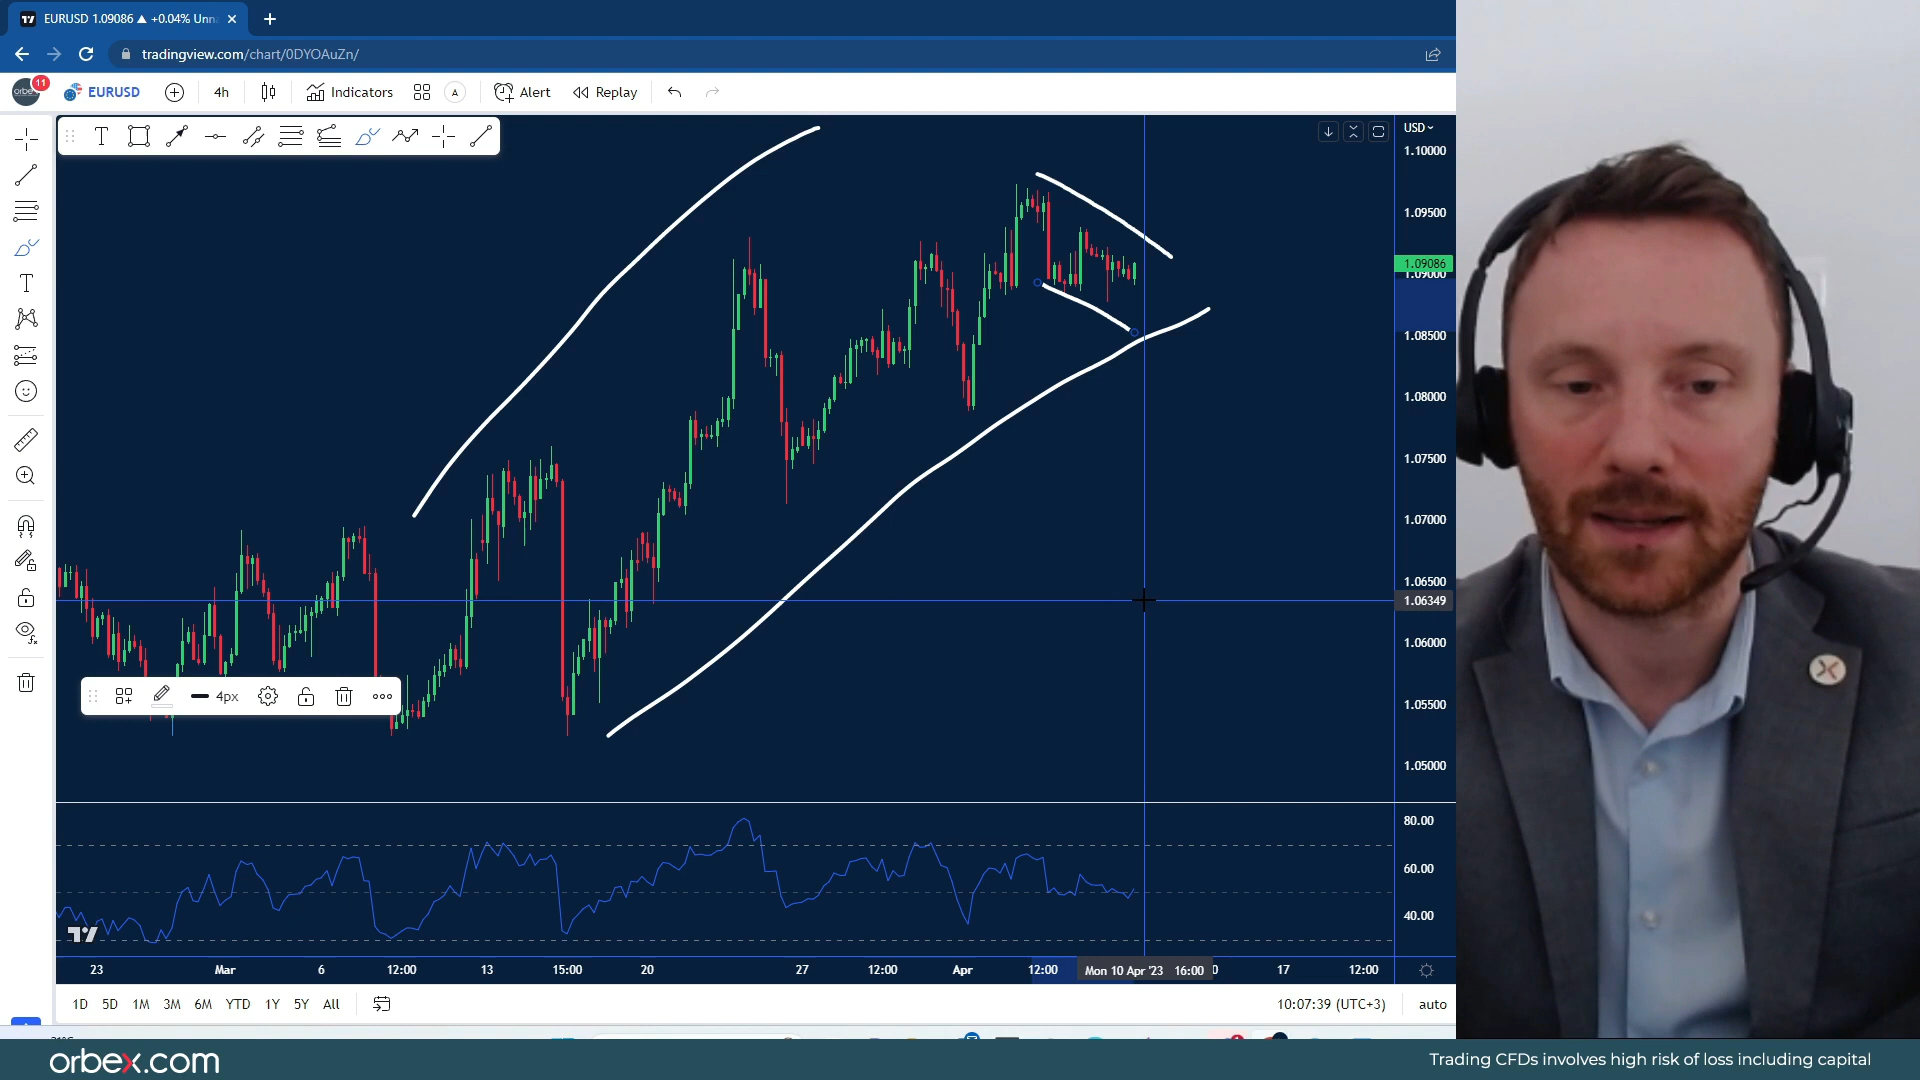 EURUSD 1.09086 ▲ +0.04% Unn
tradingview.com/chart/0DYOAuZn/
orbex 11 EURUSD 4h Indicators A Alert Replay
USD
1.10000
1.09500
1.09086
1.09000
1.08500
1.08000
1.07500
1.07000
1.06500
1.06349
1.06000
1.05500
1.05000
4px
80.00
60.00
40.00
23 Mar 6 12:00 13 15:00 20 27 12:00 Apr 12:00 Mon 10 Apr '23 16:00 17 12:00
1D 5D 1M 3M 6M YTD 1Y 5Y All 10:07:39 (UTC+3) auto
orbex.com
Trading CFDs involves high risk of loss including capital